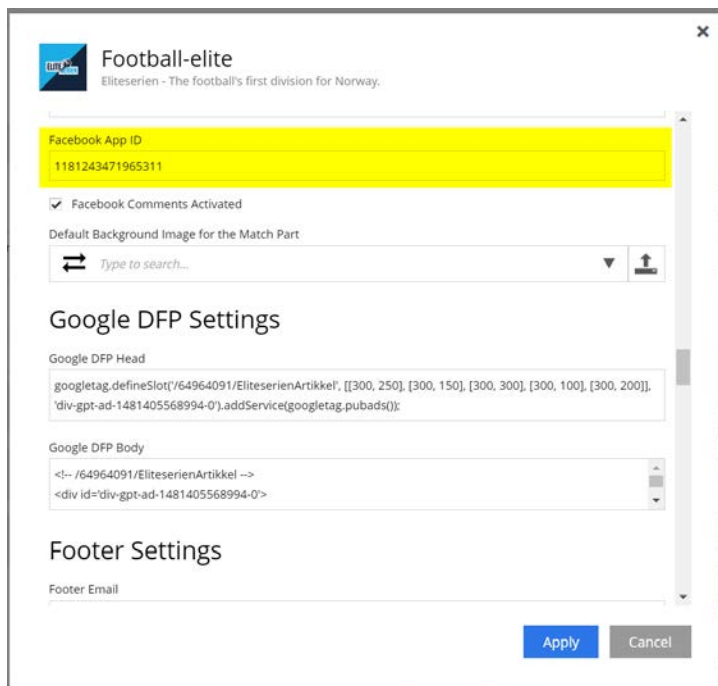 Football-elite
Eliteserien - The football's first division for Norway.
Facebook App ID
1181243471965311
Facebook Comments Activated
Default Background Image for the Match Part
Type to search...
Google DFP Settings
Google DFP Head
googletag.defineSlot('/64964091/EliteserienArtikkel', [[300, 250], [300, 150], [300, 300], [300, 100], [300, 200]],
'div-gpt-ad-1481405568994-0').addService(googletag.pubads());
Google DFP Body
<!-- /64964091/EliteserienArtikkel -->
<div id='div-gpt-ad-1481405568994-0'>
Footer Settings
Footer Email
Apply
Cancel